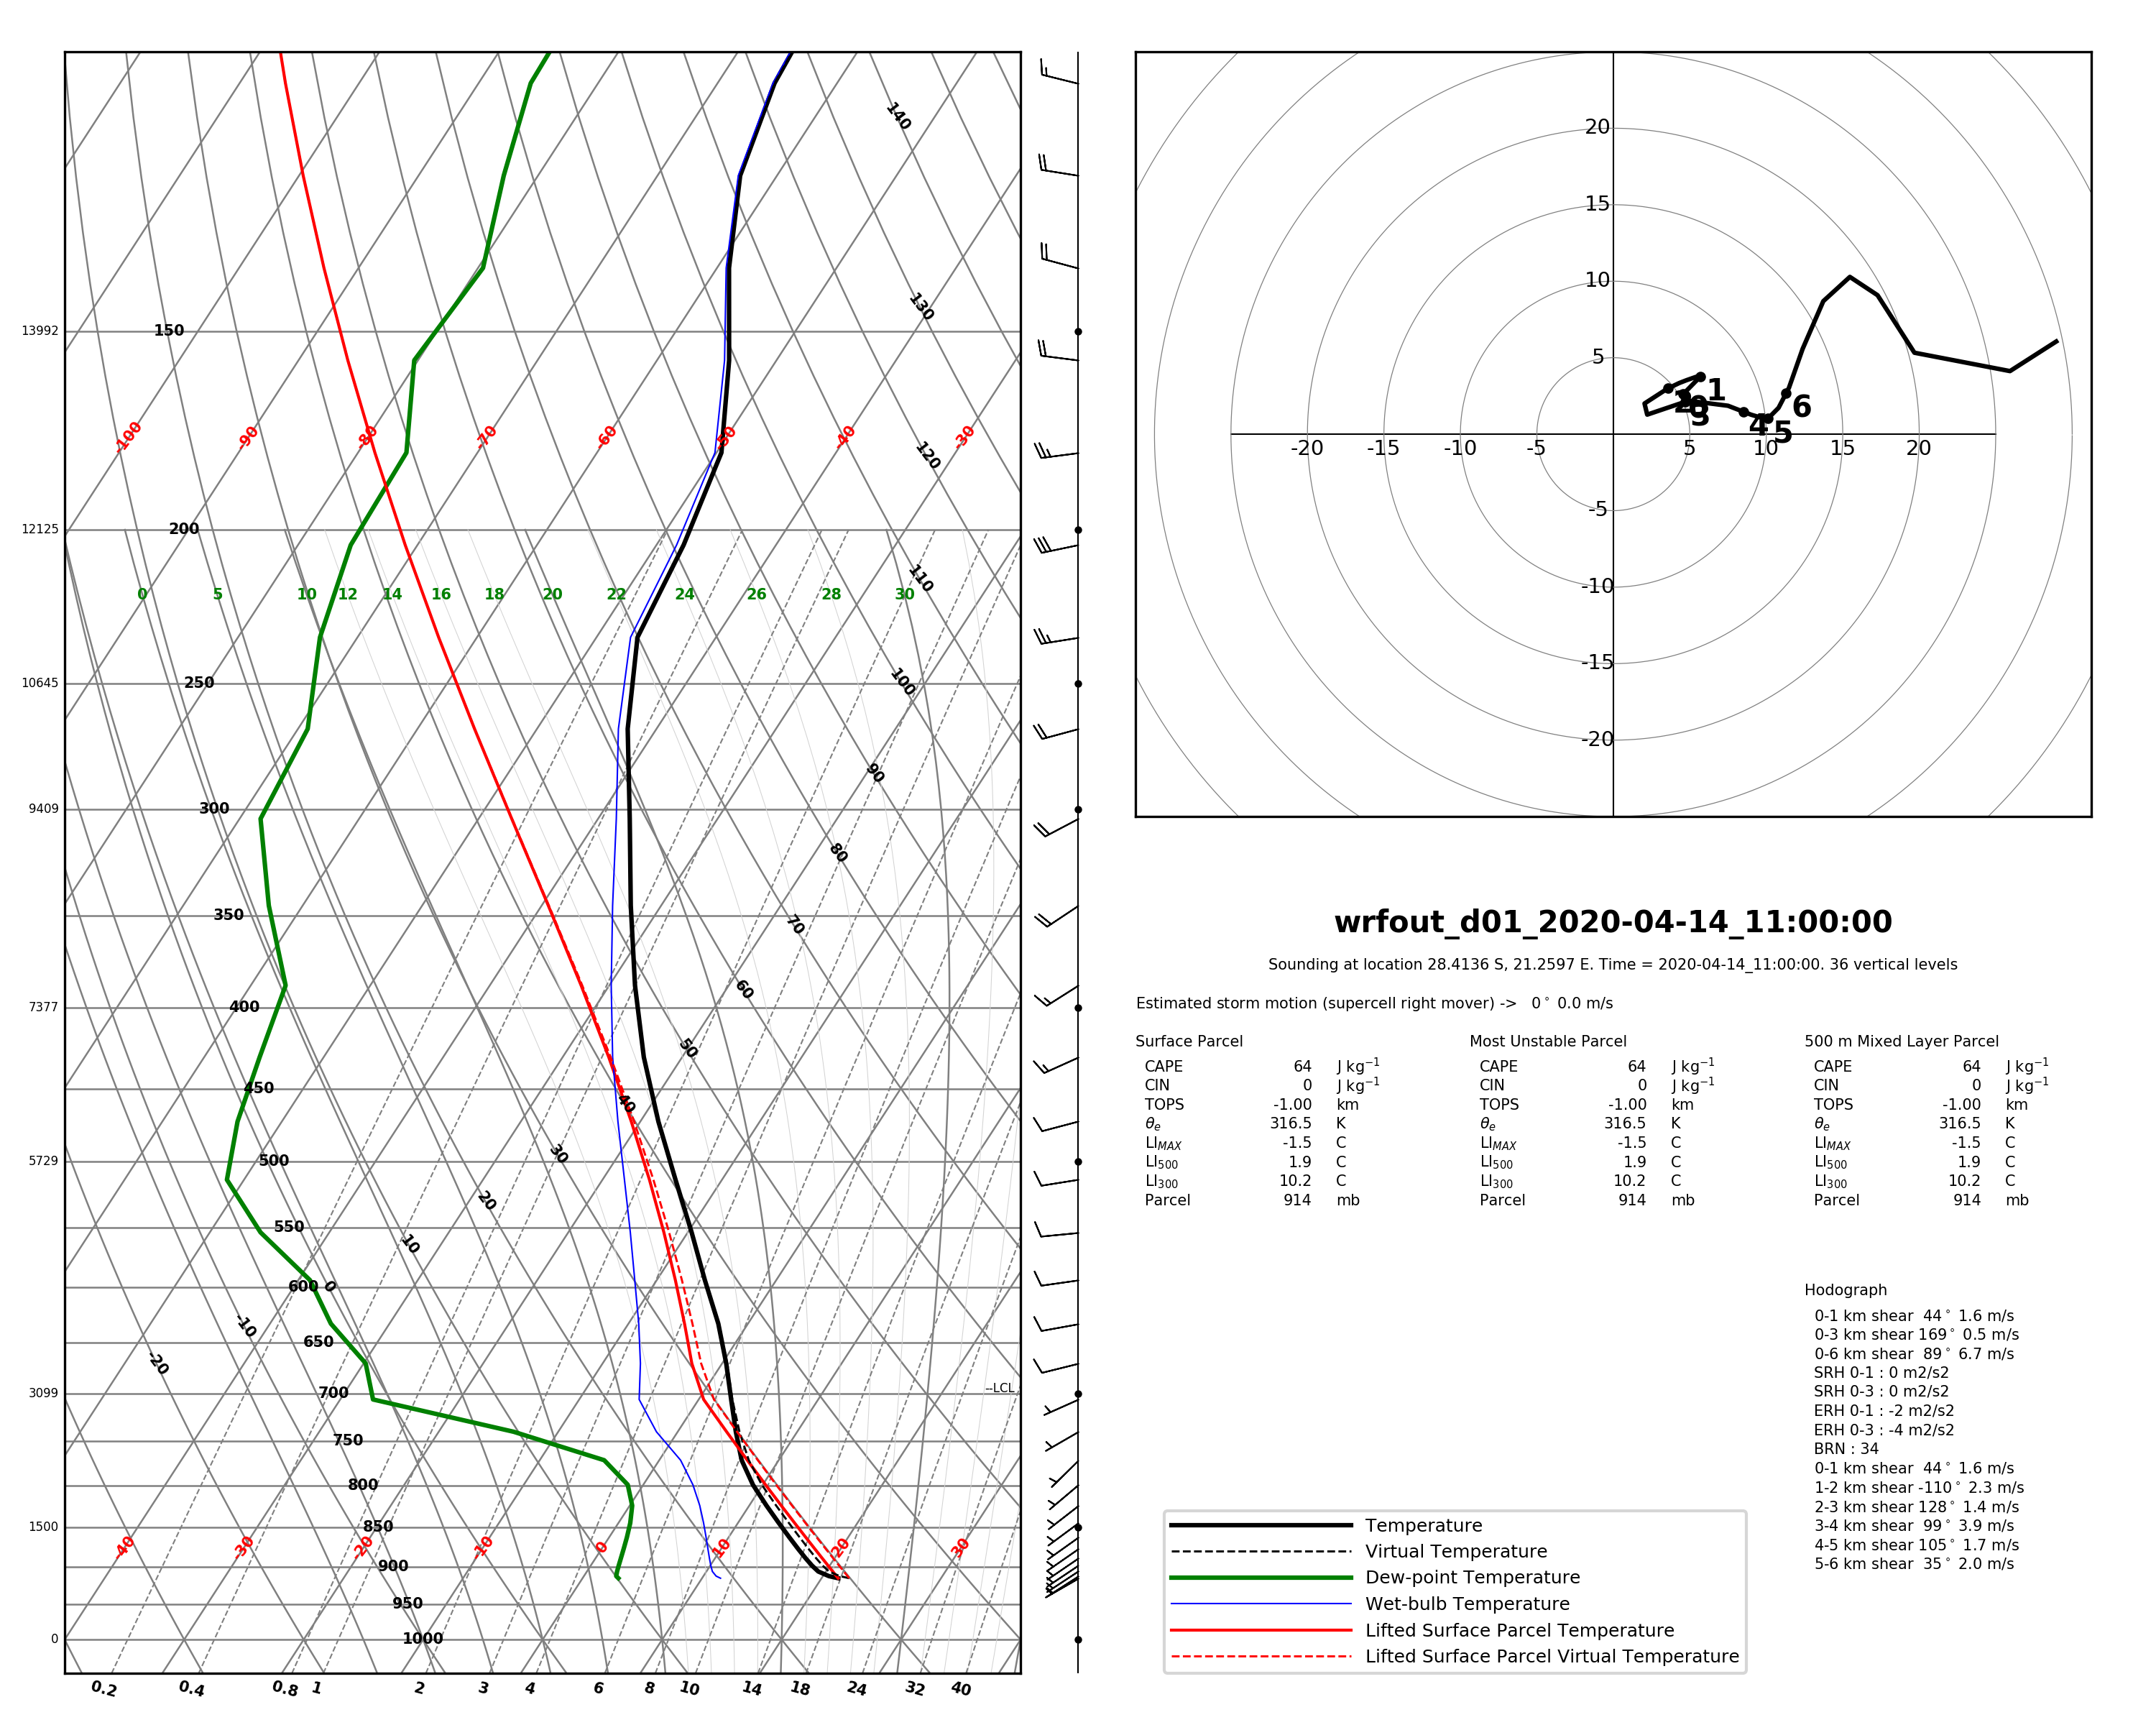 140
130
13992 150
-100 -90 -80 -70 -60 -50 -40 -30
120
12125 200
110
0 5 10 12 14 16 18 20 22 24 26 28 30
100
10645 250
90
9409 300
80
350
70
60
7377 400
50
450
40
5729 500
30
20
550
10
600 0
-10
650
-20
3099 700 --LCL
750
800
1500 850
-40 -30 -20 -10 0 10 20 30
900
950
0 1000
0.2 0.4 0.8 1 2 3 4 6 8 10 14 18 24 32 40
20
15
10
5
1
2 0 3 4 5 6
-20 -15 -10 -5 5 10 15 20
-5
-10
-15
-20
wrfout_d01_2020-04-14_11:00:00
Sounding at location 28.4136 S, 21.2597 E. Time = 2020-04-14_11:00:00. 36 vertical levels
Estimated storm motion (supercell right mover) -> 0° 0.0 m/s
Surface Parcel Most Unstable Parcel 500 m Mixed Layer Parcel
CAPE 64 J kg⁻¹ CAPE 64 J kg⁻¹ CAPE 64 J kg⁻¹
CIN 0 J kg⁻¹ CIN 0 J kg⁻¹ CIN 0 J kg⁻¹
TOPS -1.00 km TOPS -1.00 km TOPS -1.00 km
θe 316.5 K θe 316.5 K θe 316.5 K
LIMAX -1.5 C LIMAX -1.5 C LIMAX -1.5 C
LI500 1.9 C LI500 1.9 C LI500 1.9 C
LI300 10.2 C LI300 10.2 C LI300 10.2 C
Parcel 914 mb Parcel 914 mb Parcel 914 mb
Hodograph
0-1 km shear 44° 1.6 m/s
0-3 km shear 169° 0.5 m/s
0-6 km shear 89° 6.7 m/s
SRH 0-1 : 0 m2/s2
SRH 0-3 : 0 m2/s2
ERH 0-1 : -2 m2/s2
ERH 0-3 : -4 m2/s2
BRN : 34
0-1 km shear 44° 1.6 m/s
1-2 km shear -110° 2.3 m/s
2-3 km shear 128° 1.4 m/s
3-4 km shear 99° 3.9 m/s
4-5 km shear 105° 1.7 m/s
5-6 km shear 35° 2.0 m/s
Temperature
Virtual Temperature
Dew-point Temperature
Wet-bulb Temperature
Lifted Surface Parcel Temperature
Lifted Surface Parcel Virtual Temperature